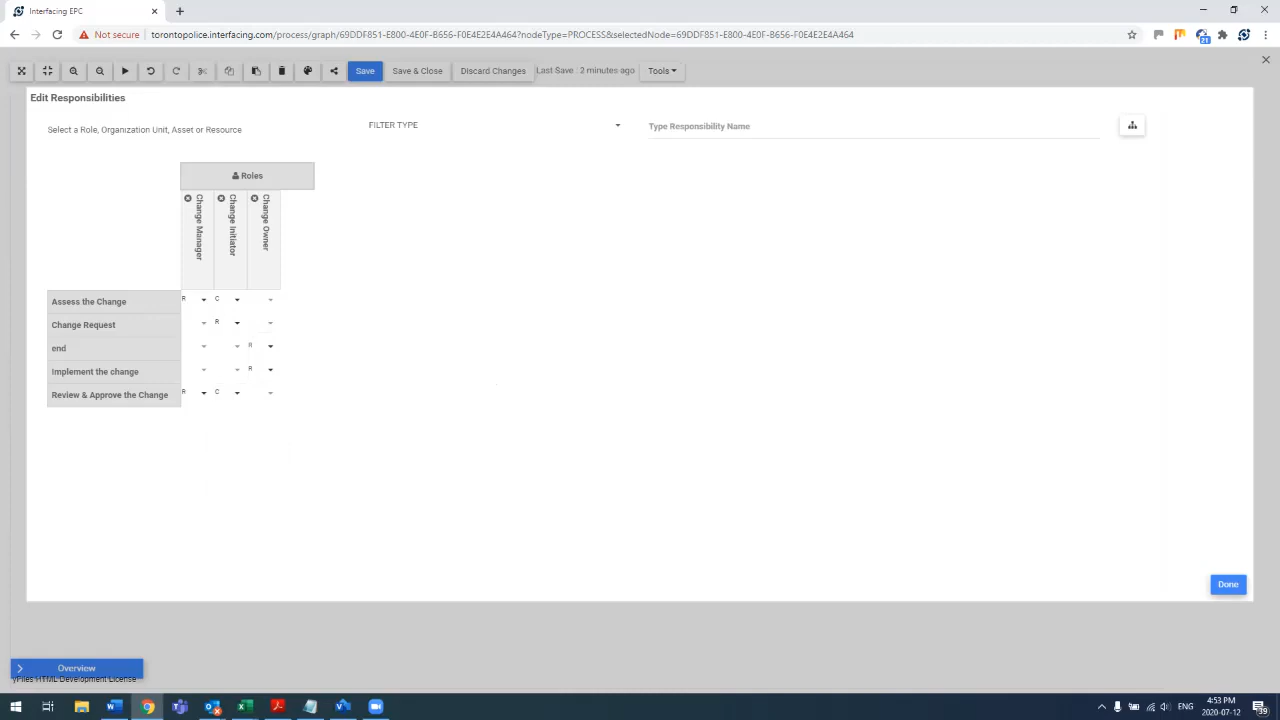 Interfacing EPC
Not secure
torontopolice.interfacing.com/process/graph/69DDF851-E800-4E0F-B656-F0E4E2A4A464?nodeType=PROCESS&selectedNode=69DDF851-E800-4E0F-B656-F0E4E2A4A464
21
Save
Save & Close
Discard Changes
Last Save : 2 minutes ago
Tools
Edit Responsibilities
Select a Role, Organization Unit, Asset or Resource
FILTER TYPE
Type Responsibility Name
Roles
Change Manager
Change Initiator
Change Owner
Assess the Change R C
Change Request R
end R
Implement the change R
Review & Approve the Change R C
Done
Overview
yFiles HTML Development License
ENG
4:53 PM
2020-07-12
39